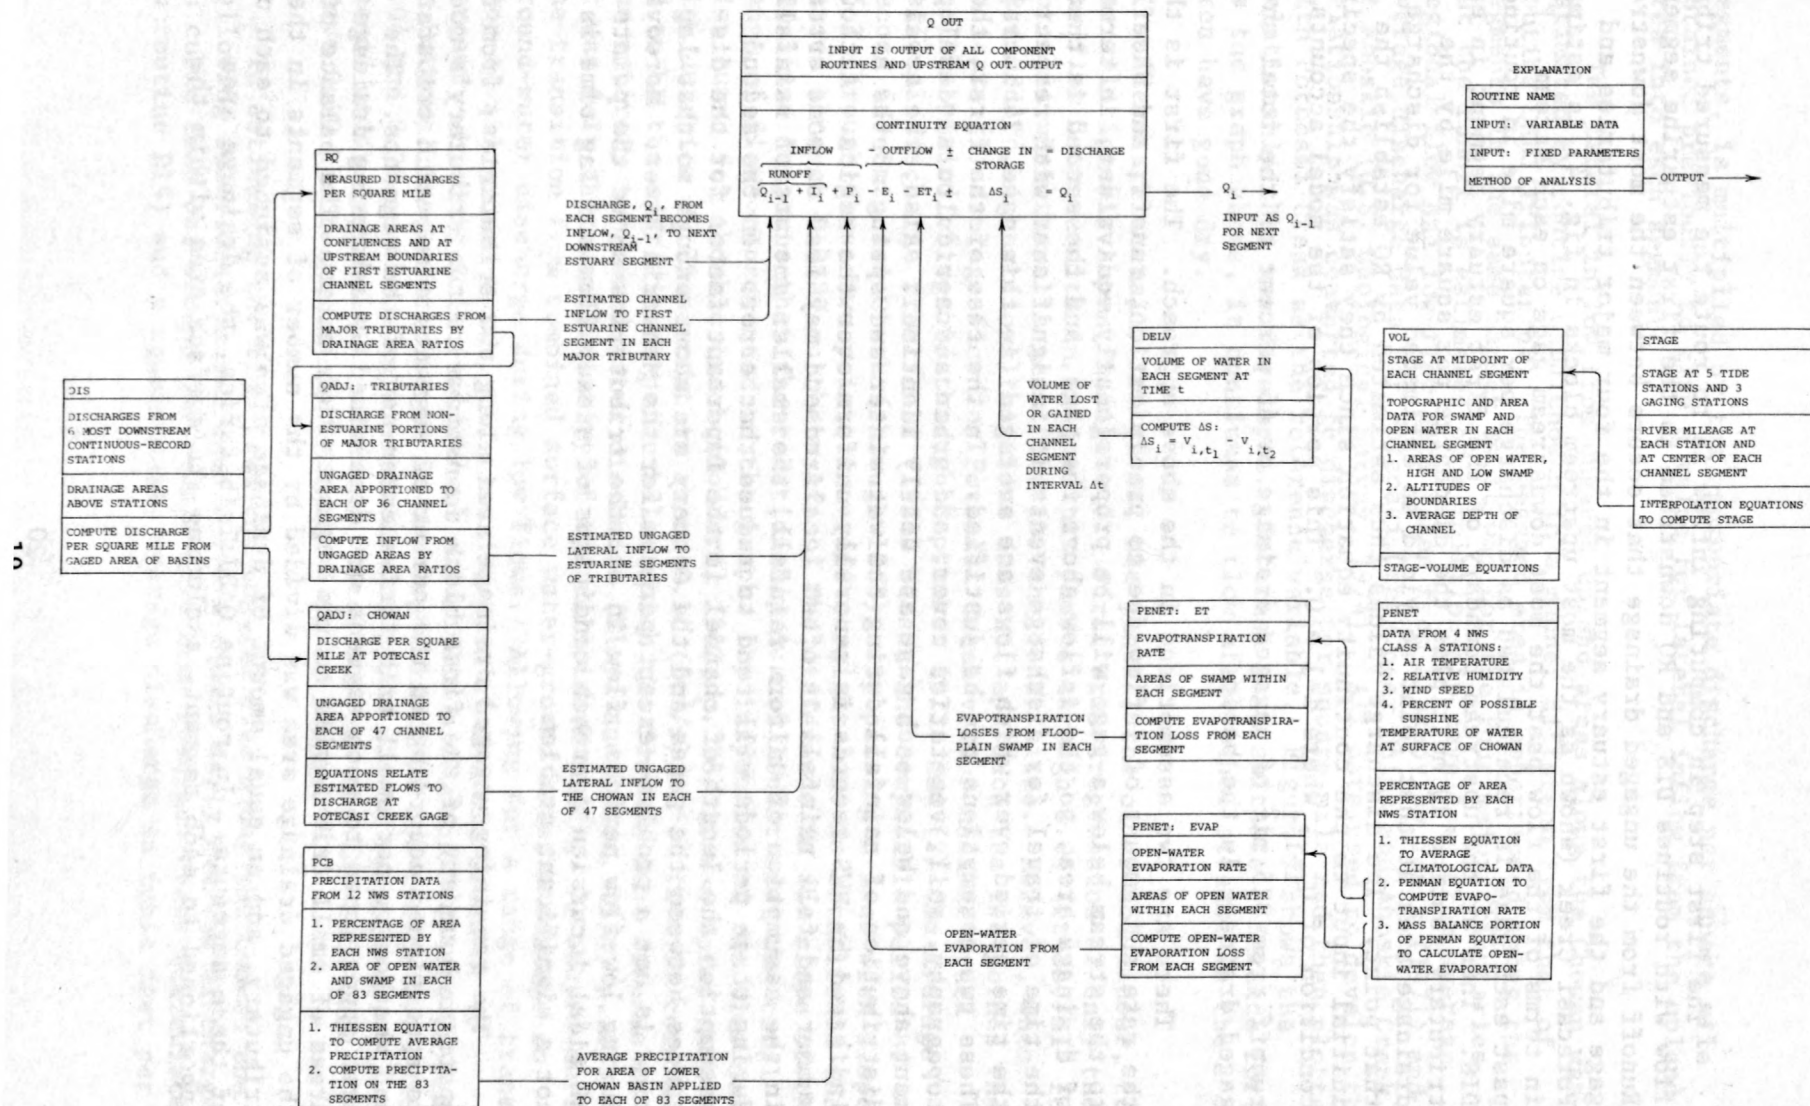 Q OUT
INPUT IS OUTPUT OF ALL COMPONENT
ROUTINES AND UPSTREAM Q OUT OUTPUT
CONTINUITY EQUATION
INFLOW - OUTFLOW ± CHANGE IN STORAGE = DISCHARGE
RUNOFF
Q_{i-1} + I_i + P_i - E_i - ET_i ± ΔS_i = Q_i
Q_i
INPUT AS Q_{i-1}
FOR NEXT
SEGMENT
EXPLANATION
ROUTINE NAME
INPUT: VARIABLE DATA
INPUT: FIXED PARAMETERS
METHOD OF ANALYSIS
OUTPUT
DIS
DISCHARGES FROM
6 MOST DOWNSTREAM
CONTINUOUS-RECORD
STATIONS
DRAINAGE AREAS
ABOVE STATIONS
COMPUTE DISCHARGE
PER SQUARE MILE FROM
GAGED AREA OF BASINS
RQ
MEASURED DISCHARGES
PER SQUARE MILE
DRAINAGE AREAS AT
CONFLUENCES AND AT
UPSTREAM BOUNDARIES
OF FIRST ESTUARINE
CHANNEL SEGMENTS
COMPUTE DISCHARGES FROM
MAJOR TRIBUTARIES BY
DRAINAGE AREA RATIOS
DISCHARGE, Q_i, FROM
EACH SEGMENT BECOMES
INFLOW, Q_{i-1}, TO NEXT
DOWNSTREAM
ESTUARY SEGMENT
ESTIMATED CHANNEL
INFLOW TO FIRST
ESTUARINE CHANNEL
SEGMENT IN EACH
MAJOR TRIBUTARY
QADJ: TRIBUTARIES
DISCHARGE FROM NON-
ESTUARINE PORTIONS
OF MAJOR TRIBUTARIES
UNGAGED DRAINAGE
AREA APPORTIONED TO
EACH OF 36 CHANNEL
SEGMENTS
COMPUTE INFLOW FROM
UNGAGED AREAS BY
DRAINAGE AREA RATIOS
ESTIMATED UNGAGED
LATERAL INFLOW TO
ESTUARINE SEGMENTS
OF TRIBUTARIES
QADJ: CHOWAN
DISCHARGE PER SQUARE
MILE AT POTECASI
CREEK
UNGAGED DRAINAGE
AREA APPORTIONED TO
EACH OF 47 CHANNEL
SEGMENTS
EQUATIONS RELATE
ESTIMATED FLOWS TO
DISCHARGE AT
POTECASI CREEK GAGE
ESTIMATED UNGAGED
LATERAL INFLOW TO
THE CHOWAN IN EACH
OF 47 SEGMENTS
PCB
PRECIPITATION DATA
FROM 12 NWS STATIONS
1. PERCENTAGE OF AREA
REPRESENTED BY
EACH NWS STATION
2. AREA OF OPEN WATER
AND SWAMP IN EACH
OF 83 SEGMENTS
1. THIESSEN EQUATION
TO COMPUTE AVERAGE
PRECIPITATION
2. COMPUTE PRECIPITA-
TION ON THE 83
SEGMENTS
AVERAGE PRECIPITATION
FOR AREA OF LOWER
CHOWAN BASIN APPLIED
TO EACH OF 83 SEGMENTS
VOLUME OF
WATER LOST
OR GAINED
IN EACH
CHANNEL
SEGMENT
DURING
INTERVAL Δt
DELV
VOLUME OF WATER IN
EACH SEGMENT AT
TIME t
COMPUTE ΔS:
ΔS_i = V_{i,t_1} - V_{i,t_2}
VOL
STAGE AT MIDPOINT OF
EACH CHANNEL SEGMENT
TOPOGRAPHIC AND AREA
DATA FOR SWAMP AND
OPEN WATER IN EACH
CHANNEL SEGMENT
1. AREAS OF OPEN WATER,
HIGH AND LOW SWAMP
2. ALTITUDES OF
BOUNDARIES
3. AVERAGE DEPTH OF
CHANNEL
STAGE-VOLUME EQUATIONS
STAGE
STAGE AT 5 TIDE
STATIONS AND 3
GAGING STATIONS
RIVER MILEAGE AT
EACH STATION AND
AT CENTER OF EACH
CHANNEL SEGMENT
INTERPOLATION EQUATIONS
TO COMPUTE STAGE
EVAPOTRANSPIRATION
LOSSES FROM FLOOD-
PLAIN SWAMP IN EACH
SEGMENT
PENET: ET
EVAPOTRANSPIRATION
RATE
AREAS OF SWAMP WITHIN
EACH SEGMENT
COMPUTE EVAPOTRANSPIRA-
TION LOSS FROM EACH
SEGMENT
OPEN-WATER
EVAPORATION FROM
EACH SEGMENT
PENET: EVAP
OPEN-WATER
EVAPORATION RATE
AREAS OF OPEN WATER
WITHIN EACH SEGMENT
COMPUTE OPEN-WATER
EVAPORATION LOSS
FROM EACH SEGMENT
PENET
DATA FROM 4 NWS
CLASS A STATIONS:
1. AIR TEMPERATURE
2. RELATIVE HUMIDITY
3. WIND SPEED
4. PERCENT OF POSSIBLE
SUNSHINE
TEMPERATURE OF WATER
AT SURFACE OF CHOWAN
PERCENTAGE OF AREA
REPRESENTED BY EACH
NWS STATION
1. THIESSEN EQUATION
TO AVERAGE
CLIMATOLOGICAL DATA
2. PENMAN EQUATION TO
COMPUTE EVAPO-
TRANSPIRATION RATE
3. MASS BALANCE PORTION
OF PENMAN EQUATION
TO CALCULATE OPEN-
WATER EVAPORATION